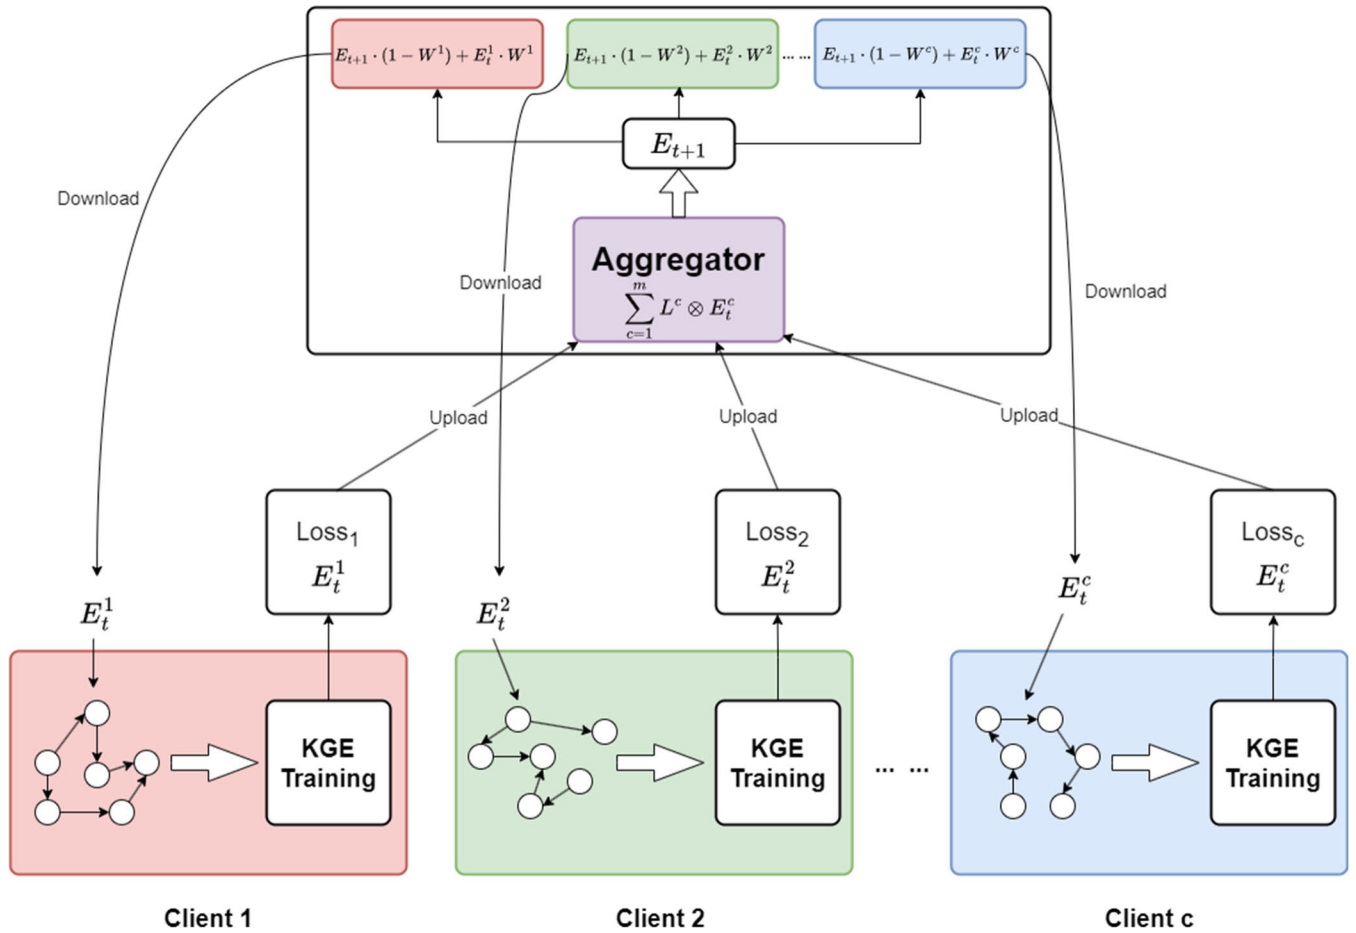 E_{t+1} · (1 − W^1) + E_t^1 · W^1
E_{t+1} · (1 − W^2) + E_t^2 · W^2
... ...
E_{t+1} · (1 − W^c) + E_t^c · W^c
E_{t+1}
Download
Aggregator
\sum_{c=1}^{m} L^c ⊗ E_t^c
Download
Download
Upload
Upload
Upload
Loss_1
E_t^1
Loss_2
E_t^2
Loss_c
E_t^c
E_t^1
E_t^2
E_t^c
KGE
Training
KGE
Training
... ...
KGE
Training
Client 1
Client 2
Client c